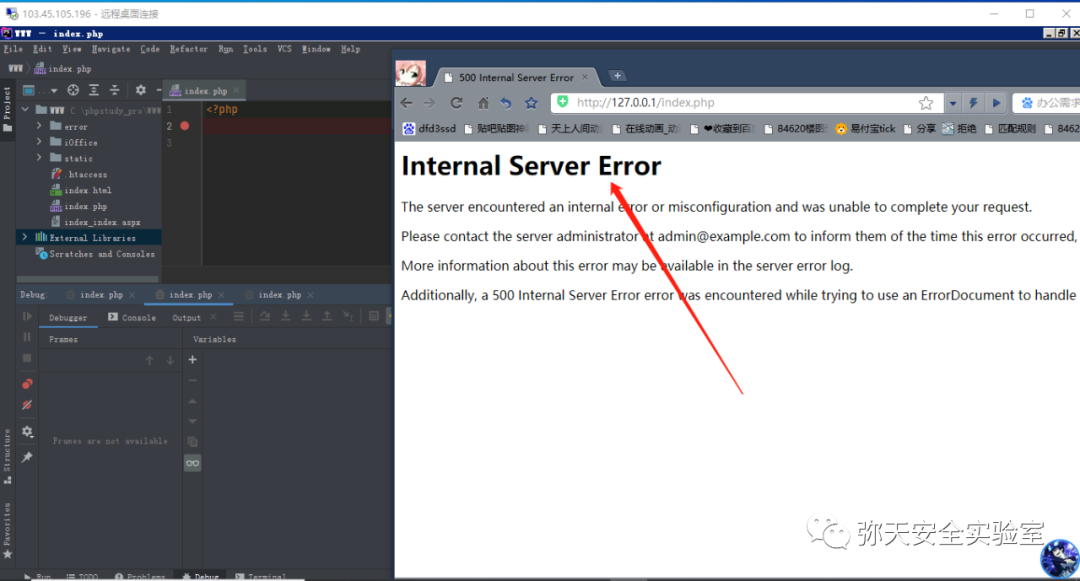 103.45.105.196 - 远程桌面连接
WWW - index.php
File Edit View Navigate Code Refactor Run Tools VCS Window Help
WWW index.php
Project
WWW C:\phpstudy_pro\WWW
error
iOffice
static
.htaccess
index.html
index.php
index_index.aspx
External Libraries
Scratches and Consoles
index.php
1 <?php
2
3
500 Internal Server Error
http://127.0.0.1/index.php
办公需求
dfd3ssd 贴吧贴图神 天上人间动 在线动画_动 ❤收藏到百 84620楼图 易付宝tick 分享 拒绝 匹配规则 8462
Internal Server Error
The server encountered an internal error or misconfiguration and was unable to complete your request.
Please contact the server administrator at admin@example.com to inform them of the time this error occurred,
More information about this error may be available in the server error log.
Additionally, a 500 Internal Server Error error was encountered while trying to use an ErrorDocument to handle
Debug: index.php index.php index.php
Debugger Console Output
Frames Variables
Frames are not available
Structure
Favorites
Run TODO Problems Debug Terminal
弥天安全实验室